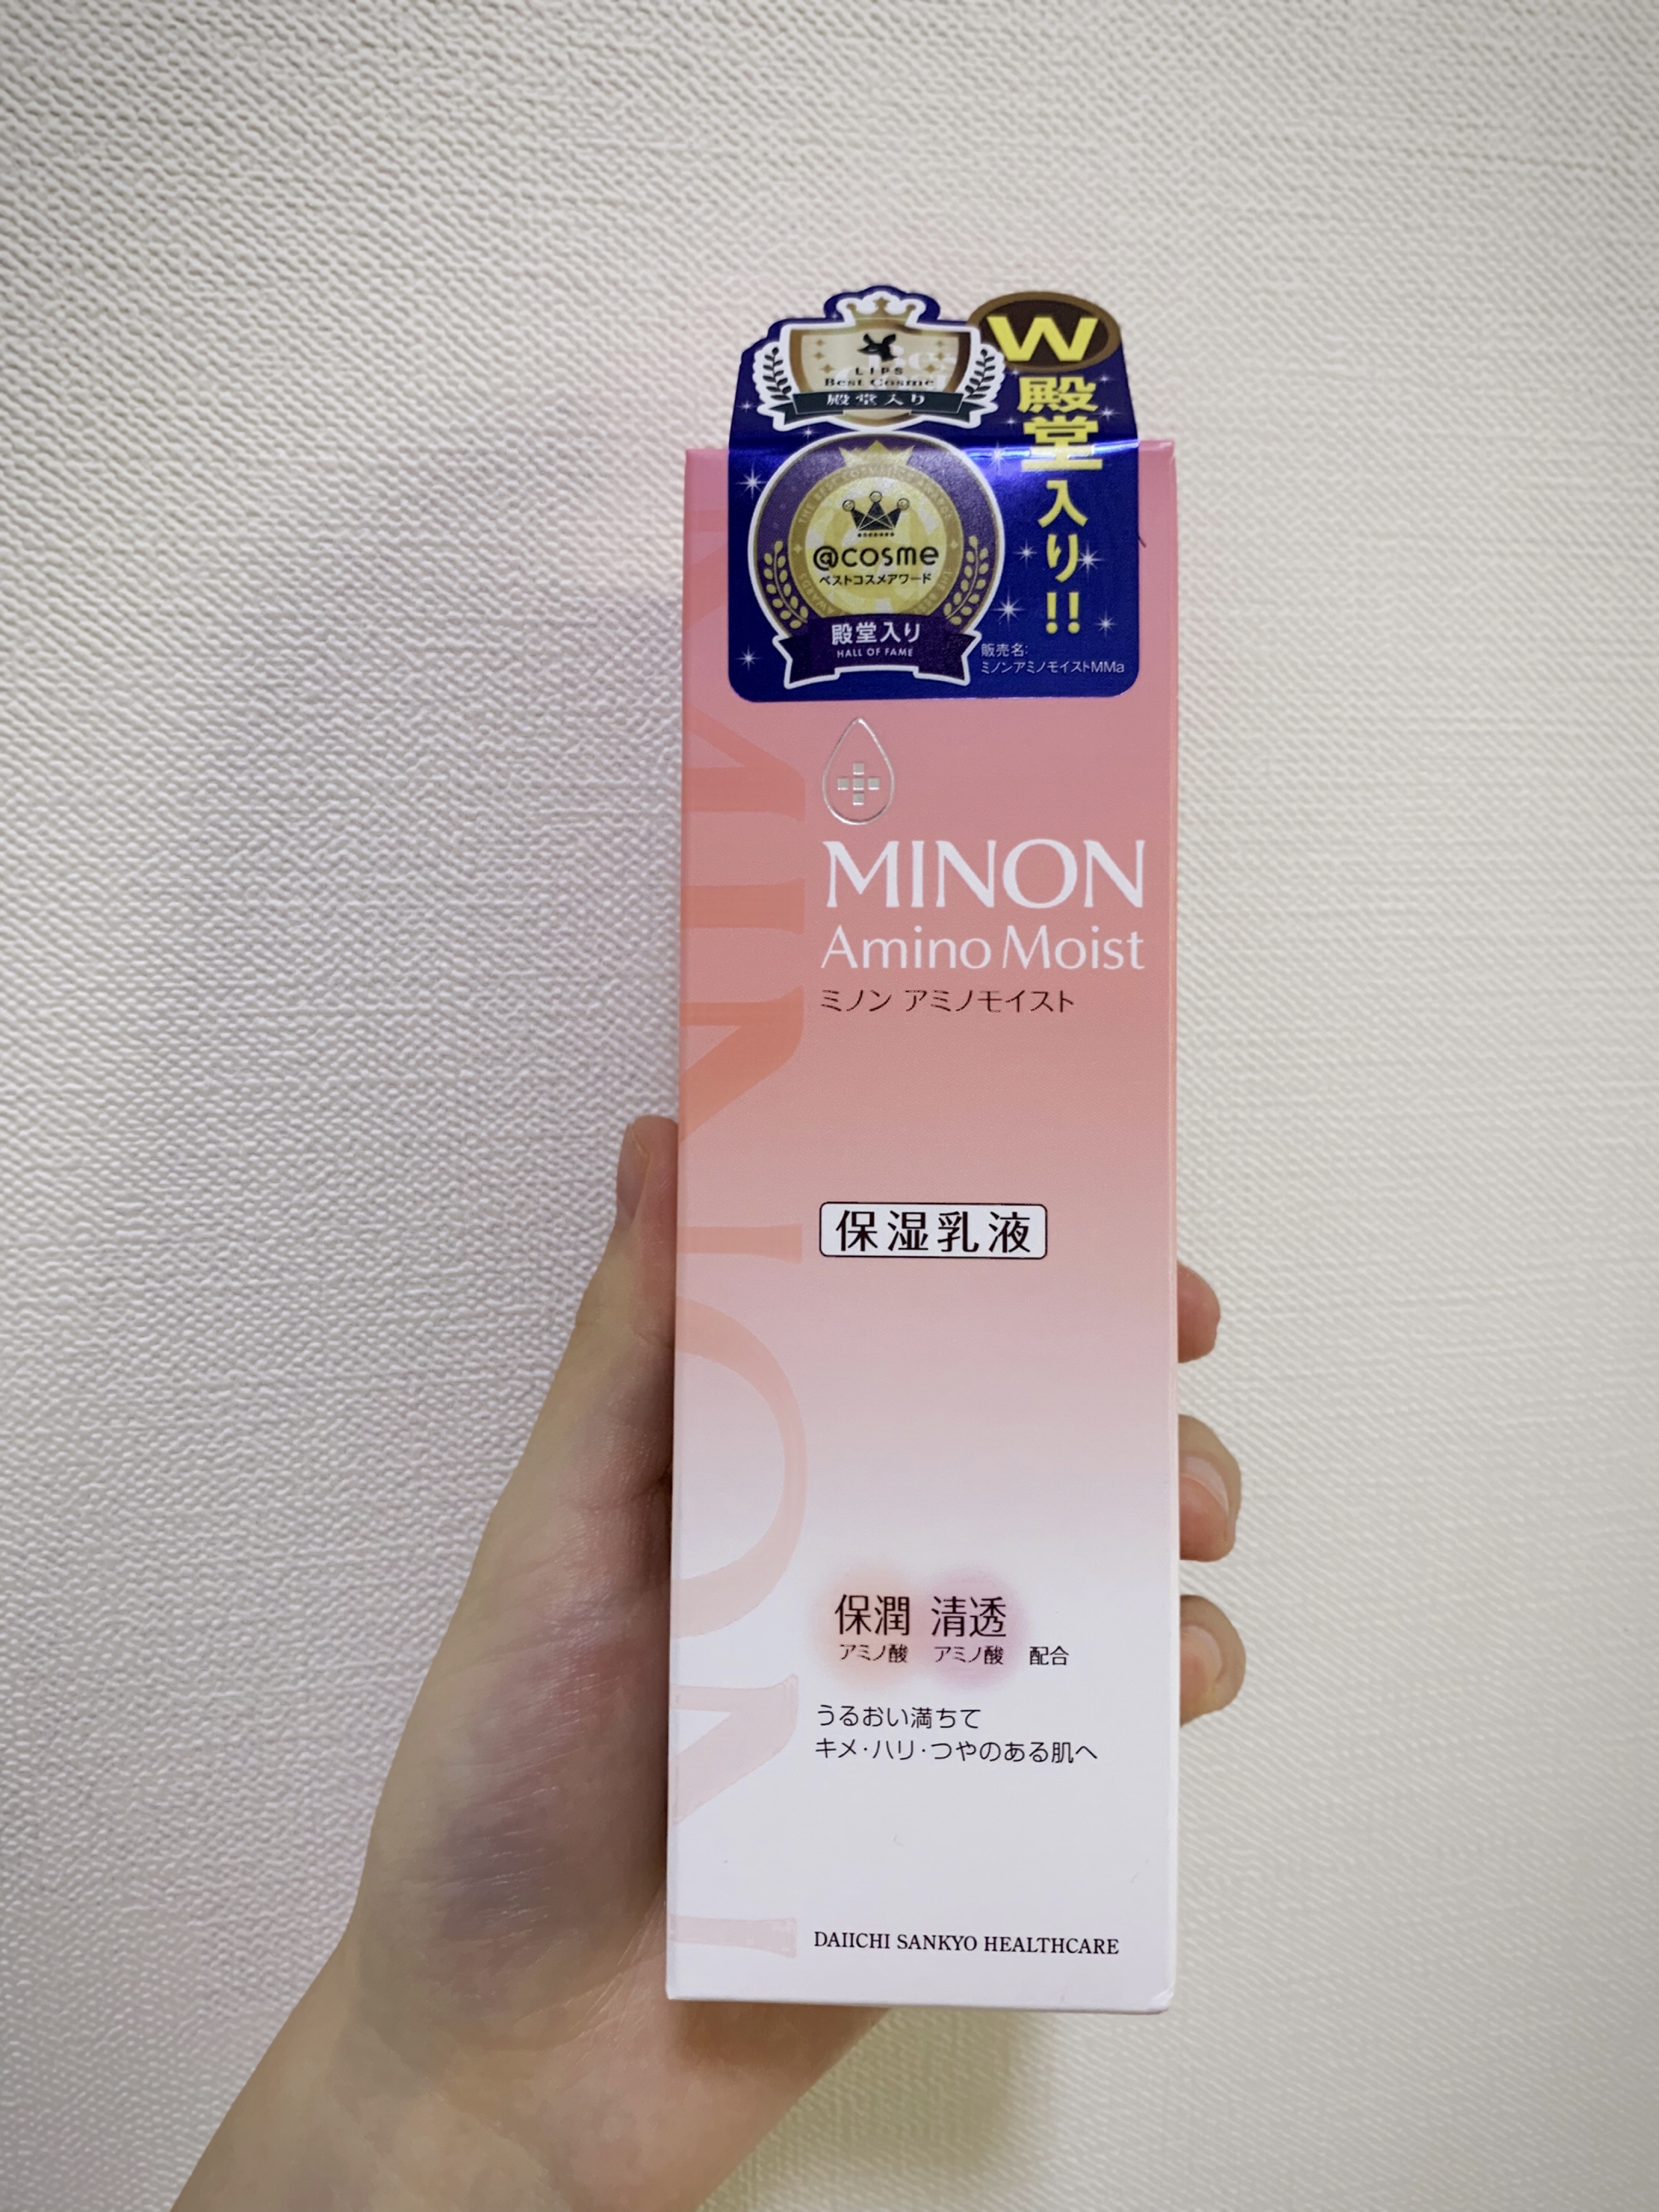 LIPS
Best Cosme
殿堂入り
W
殿堂入り!!
@cosme
ベストコスメアワード
殿堂入り
HALL OF FAME
販売名:
ミノンアミノモイストMMa
MINON
Amino Moist
ミノン アミノモイスト
保湿乳液
保潤 清透
アミノ酸 アミノ酸 配合
うるおい満ちて
キメ・ハリ・つやのある肌へ
DAIICHI SANKYO HEALTHCARE
MINON